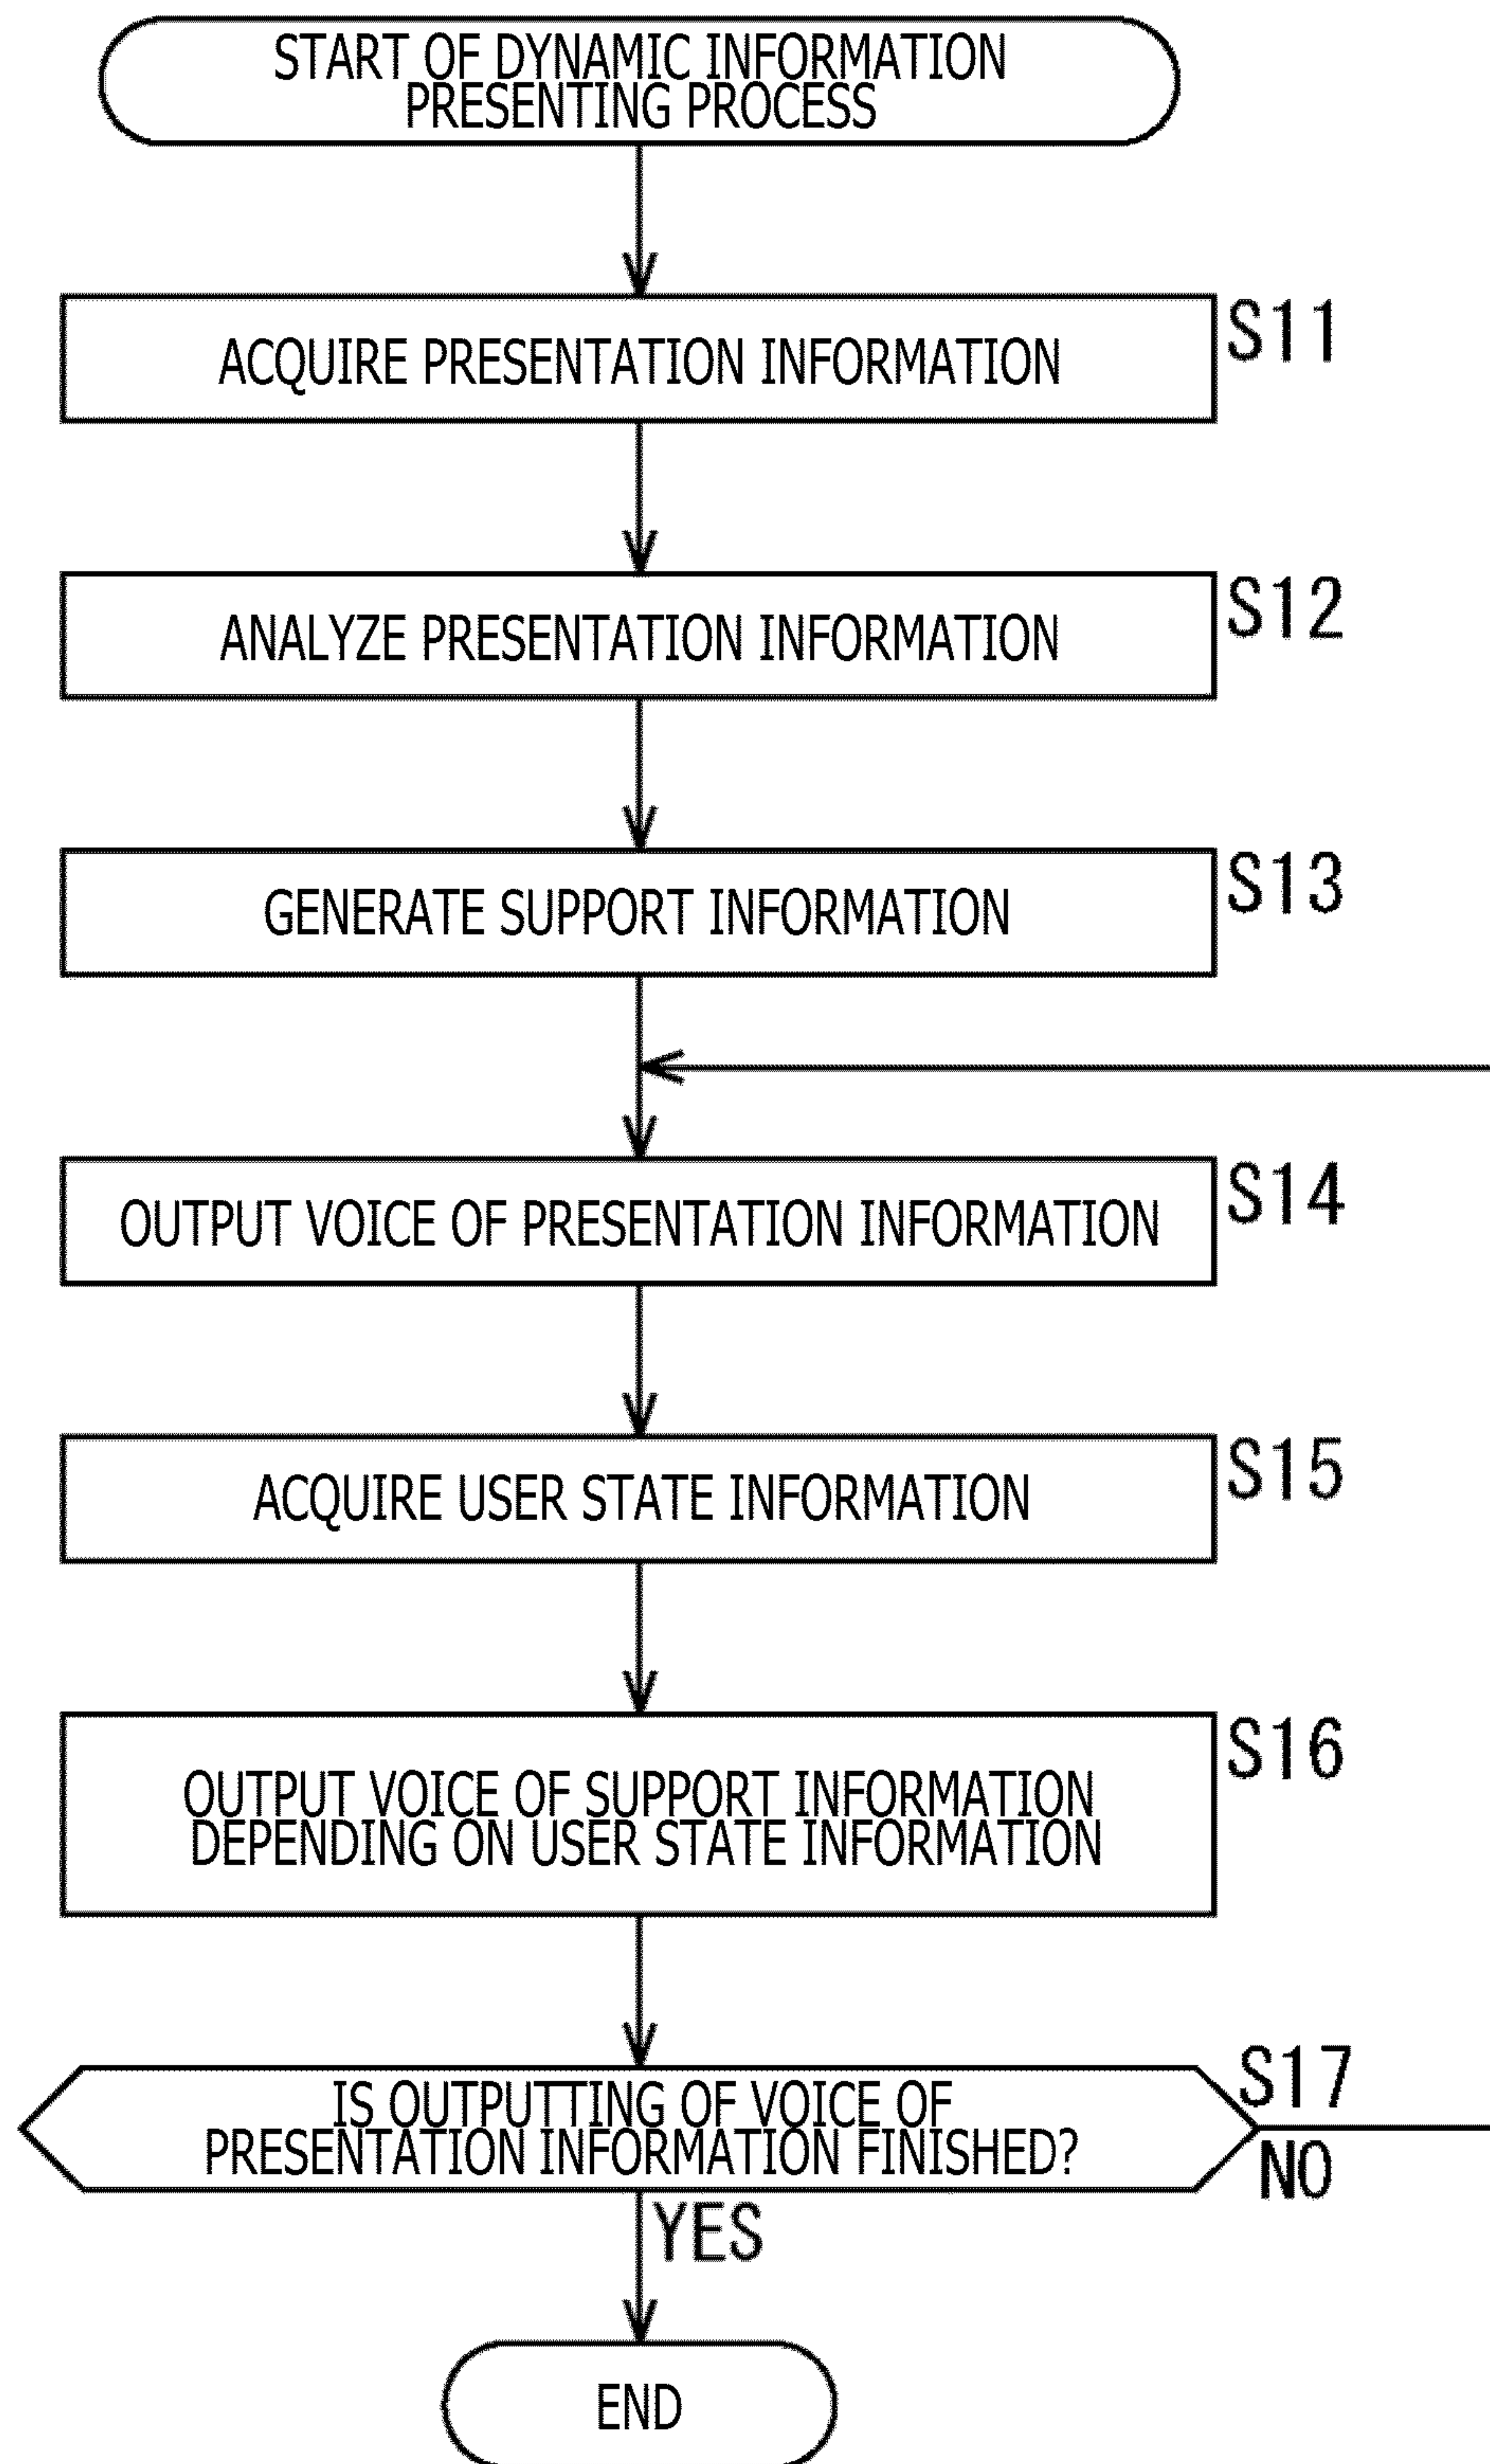 START OF DYNAMIC INFORMATION
PRESENTING PROCESS
ACQUIRE PRESENTATION INFORMATION
S11
ANALYZE PRESENTATION INFORMATION
S12
GENERATE SUPPORT INFORMATION
S13
OUTPUT VOICE OF PRESENTATION INFORMATION
S14
ACQUIRE USER STATE INFORMATION
S15
OUTPUT VOICE OF SUPPORT INFORMATION
DEPENDING ON USER STATE INFORMATION
S16
IS OUTPUTTING OF VOICE OF
PRESENTATION INFORMATION FINISHED?
S17
NO
YES
END